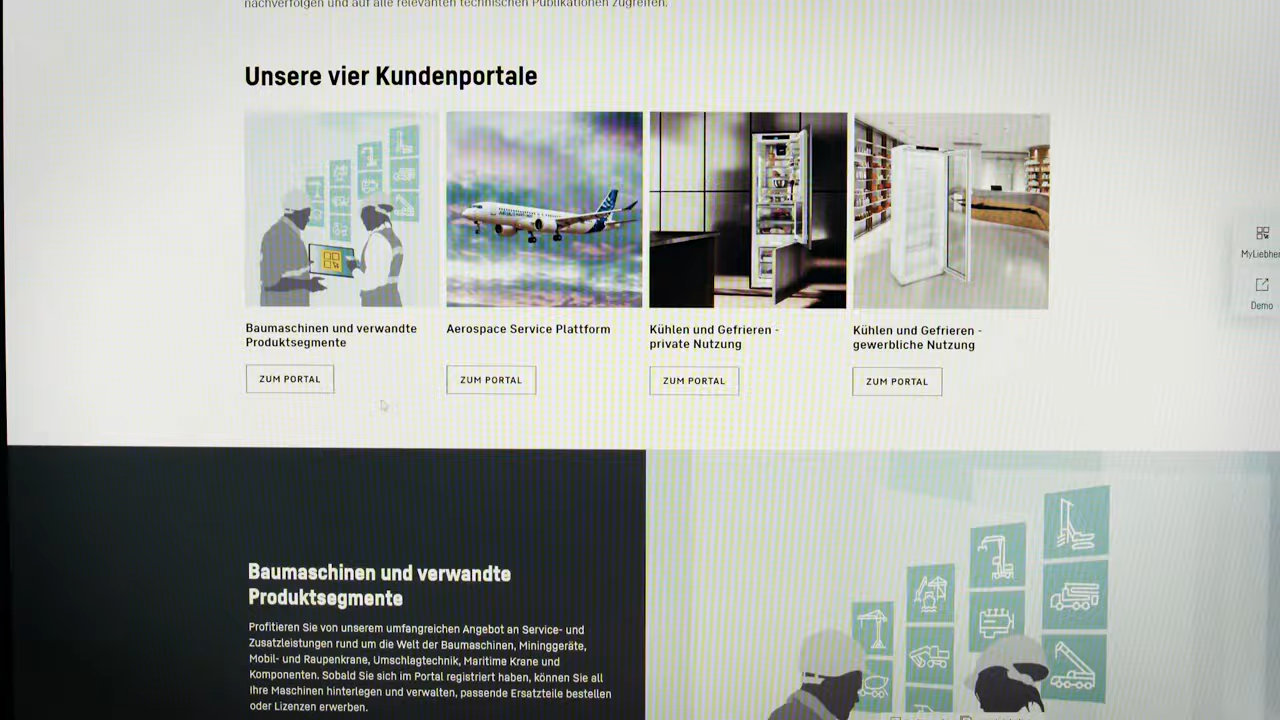 nachverfolgen und auf alle relevanten technischen Publikationen zugreifen.
Unsere vier Kundenportale
Baumaschinen und verwandte
Produktsegmente
ZUM PORTAL
Aerospace Service Plattform
ZUM PORTAL
Kühlen und Gefrieren -
private Nutzung
ZUM PORTAL
Kühlen und Gefrieren -
gewerbliche Nutzung
ZUM PORTAL
Demo
Baumaschinen und verwandte
Produktsegmente
Profitieren Sie von unserem umfangreichen Angebot an Service- und
Zusatzleistungen rund um die Welt der Baumaschinen, Mininggeräte,
Mobil- und Raupenkrane, Umschlagtechnik, Maritime Krane und
Komponenten. Sobald Sie sich im Portal registriert haben, können Sie all
Ihre Maschinen hinterlegen und verwalten, passende Ersatzteile bestellen
oder Lizenzen erwerben.